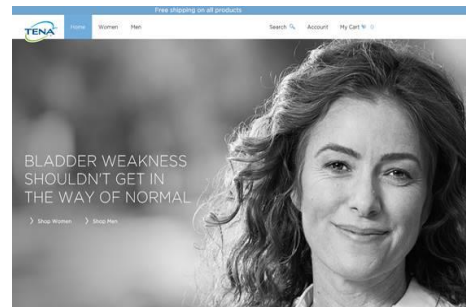 Free shipping on all products
TENA
Home Women Men Search Account My Cart
BLADDER WEAKNESS
SHOULDN'T GET IN
THE WAY OF NORMAL
Shop Women Shop Men